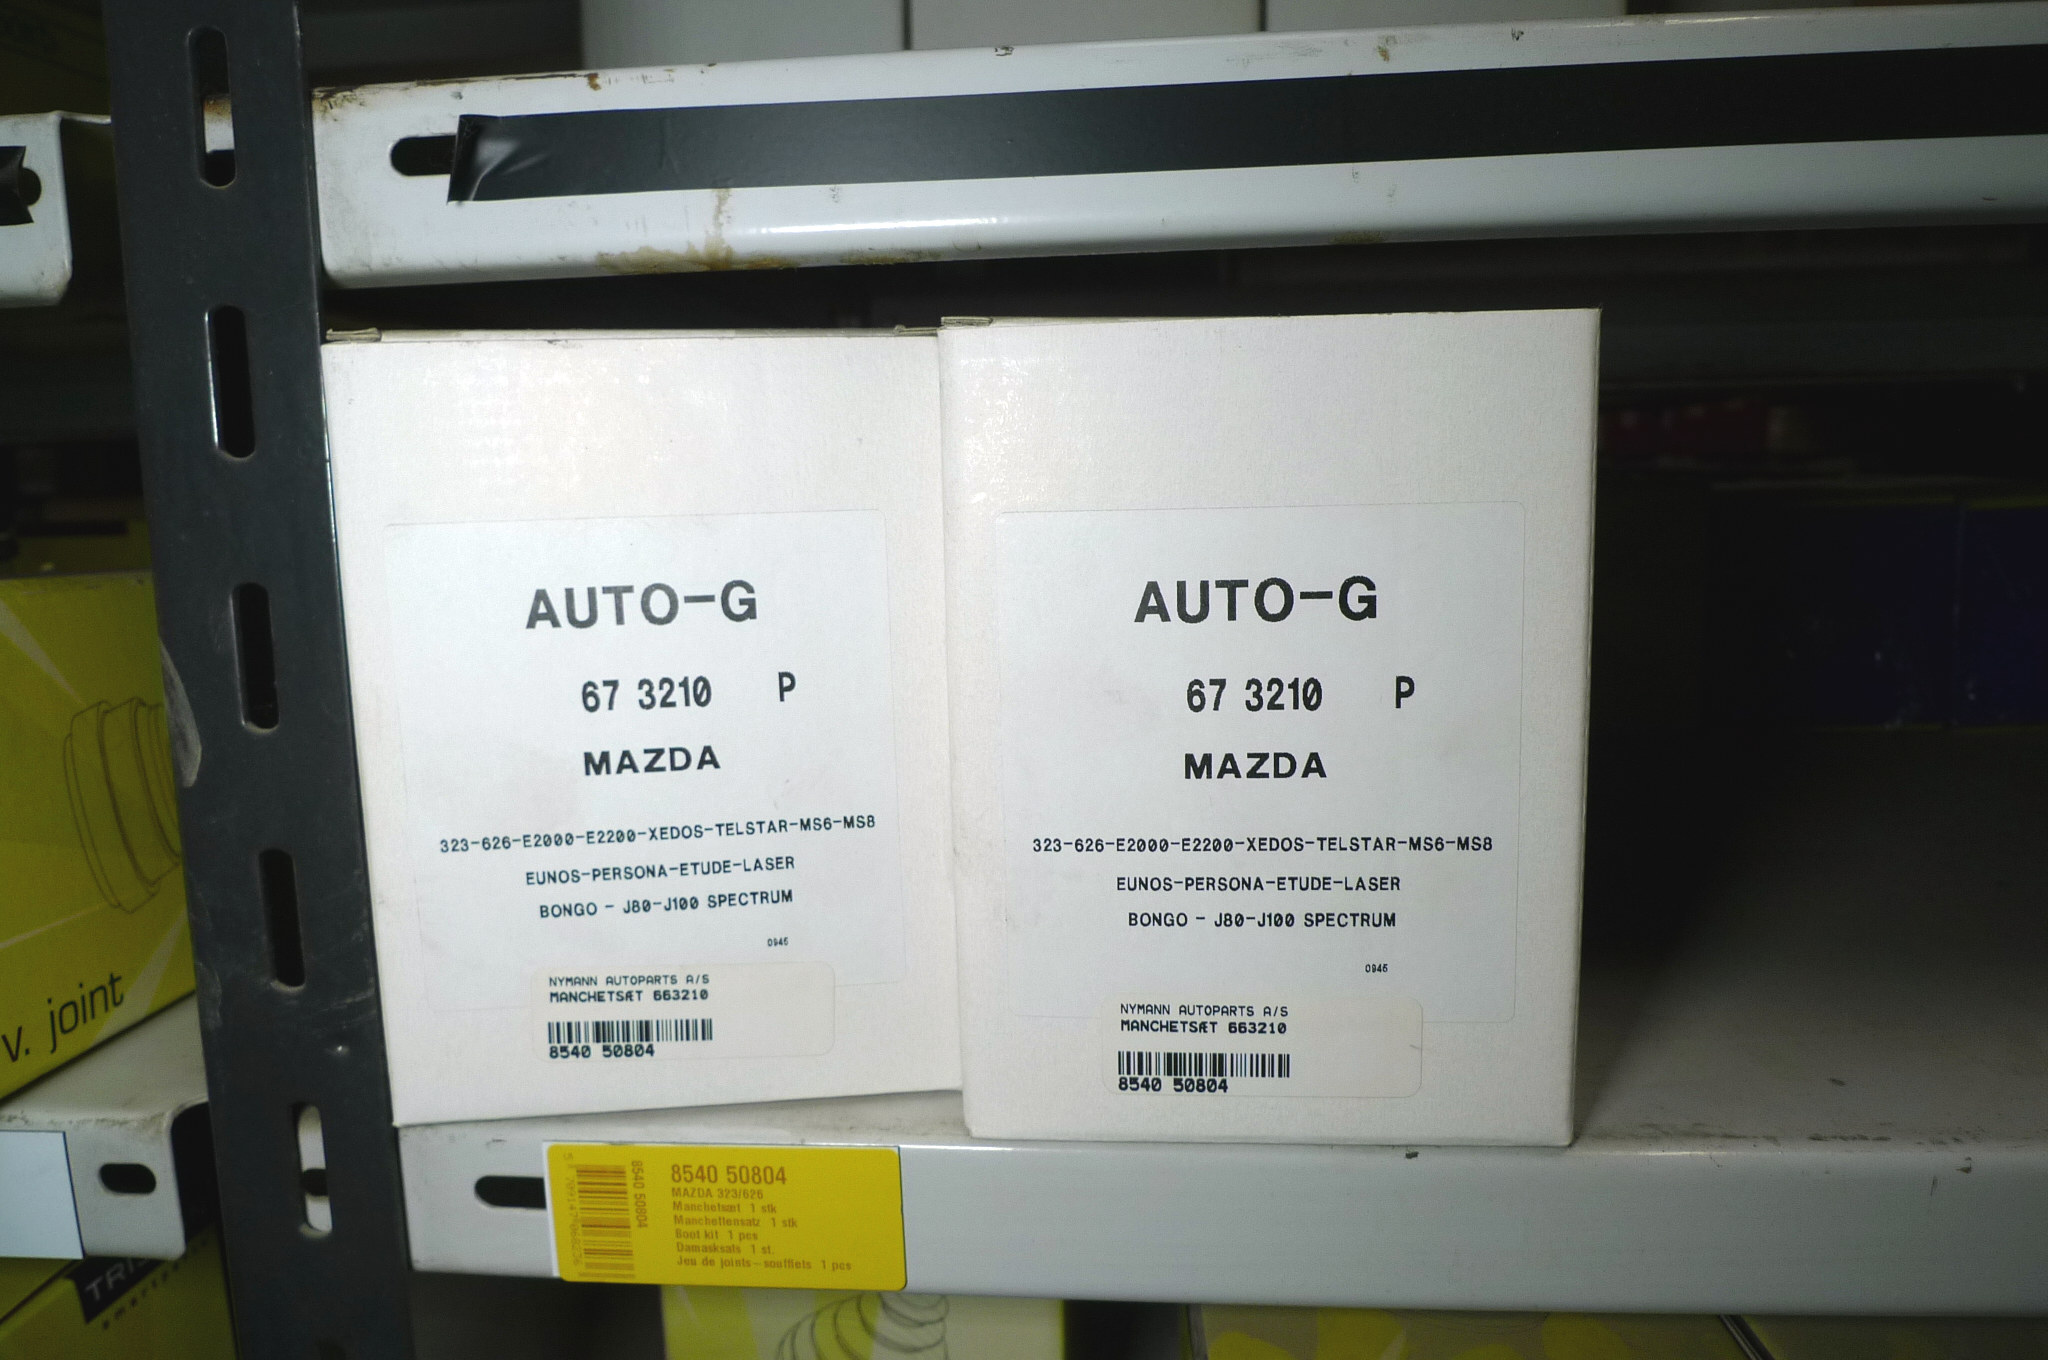 AUTO-G
67 3210 P
MAZDA
323-626-E2000-E2200-XEDOS-TELSTAR-MS6-MS8
EUNOS-PERSONA-ETUDE-LASER
BONGO - J80-J100 SPECTRUM
0945
NYMANN AUTOPARTS A/S
MANCHETSÆT 663210
8540 50804
AUTO-G
67 3210 P
MAZDA
323-626-E2000-E2200-XEDOS-TELSTAR-MS6-MS8
EUNOS-PERSONA-ETUDE-LASER
BONGO - J80-J100 SPECTRUM
0945
NYMANN AUTOPARTS A/S
MANCHETSÆT 663210
8540 50804
v. joint
8540 50804
8540 50804
MAZDA 323/626
Manchetsæt 1 stk
Manchettensatz 1 stk
Boot kit 1 pcs
Damasksats 1 st.
Jeu de joints-soufflets 1 pcs